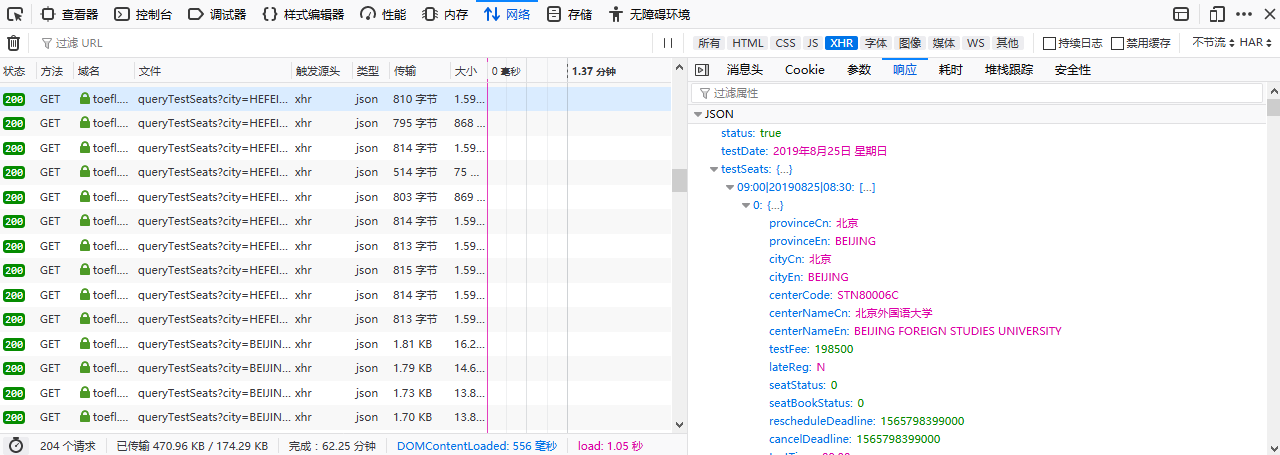 查看器 控制台 调试器 样式编辑器 性能 内存 网络 存储 无障碍环境
过滤 URL 所有 HTML CSS JS XHR 字体 图像 媒体 WS 其他 持续日志 禁用缓存 不节流 HAR
状态 方法 域名 文件 触发源头 类型 传输 大小 0 毫秒 1.37 分钟
200 GET toefl.... queryTestSeats?city=HEFEI... xhr json 810 字节 1.59...
200 GET toefl.... queryTestSeats?city=HEFEI... xhr json 795 字节 868 ...
200 GET toefl.... queryTestSeats?city=HEFEI... xhr json 814 字节 1.59...
200 GET toefl.... queryTestSeats?city=HEFEI... xhr json 514 字节 75 ...
200 GET toefl.... queryTestSeats?city=HEFEI... xhr json 803 字节 869 ...
200 GET toefl.... queryTestSeats?city=HEFEI... xhr json 814 字节 1.59...
200 GET toefl.... queryTestSeats?city=HEFEI... xhr json 813 字节 1.59...
200 GET toefl.... queryTestSeats?city=HEFEI... xhr json 815 字节 1.59...
200 GET toefl.... queryTestSeats?city=HEFEI... xhr json 814 字节 1.59...
200 GET toefl.... queryTestSeats?city=HEFEI... xhr json 813 字节 1.59...
200 GET toefl.... queryTestSeats?city=BEIJIN... xhr json 1.81 KB 16.2...
200 GET toefl.... queryTestSeats?city=BEIJIN... xhr json 1.79 KB 14.6...
200 GET toefl.... queryTestSeats?city=BEIJIN... xhr json 1.73 KB 13.8...
200 GET toefl.... queryTestSeats?city=BEIJIN... xhr json 1.70 KB 13.8...
204 个请求 已传输 470.96 KB / 174.29 KB 完成：62.25 分钟 DOMContentLoaded: 556 毫秒 load: 1.05 秒
消息头 Cookie 参数 响应 耗时 堆栈跟踪 安全性
过滤属性
JSON
status: true
testDate: 2019年8月25日 星期日
testSeats: {...}
09:00|20190825|08:30: [...]
0: {...}
provinceCn: 北京
provinceEn: BEIJING
cityCn: 北京
cityEn: BEIJING
centerCode: STN80006C
centerNameCn: 北京外国语大学
centerNameEn: BEIJING FOREIGN STUDIES UNIVERSITY
testFee: 198500
lateReg: N
seatStatus: 0
seatBookStatus: 0
rescheduleDeadline: 1565798399000
cancelDeadline: 1565798399000